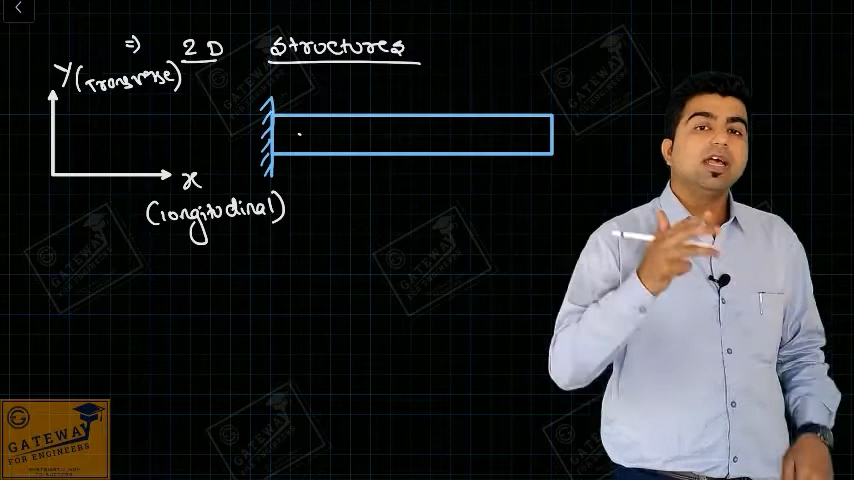 => 2D Structures
Y (Transverse)
x
(longitudinal)
GATEWAY
FOR ENGINEERS